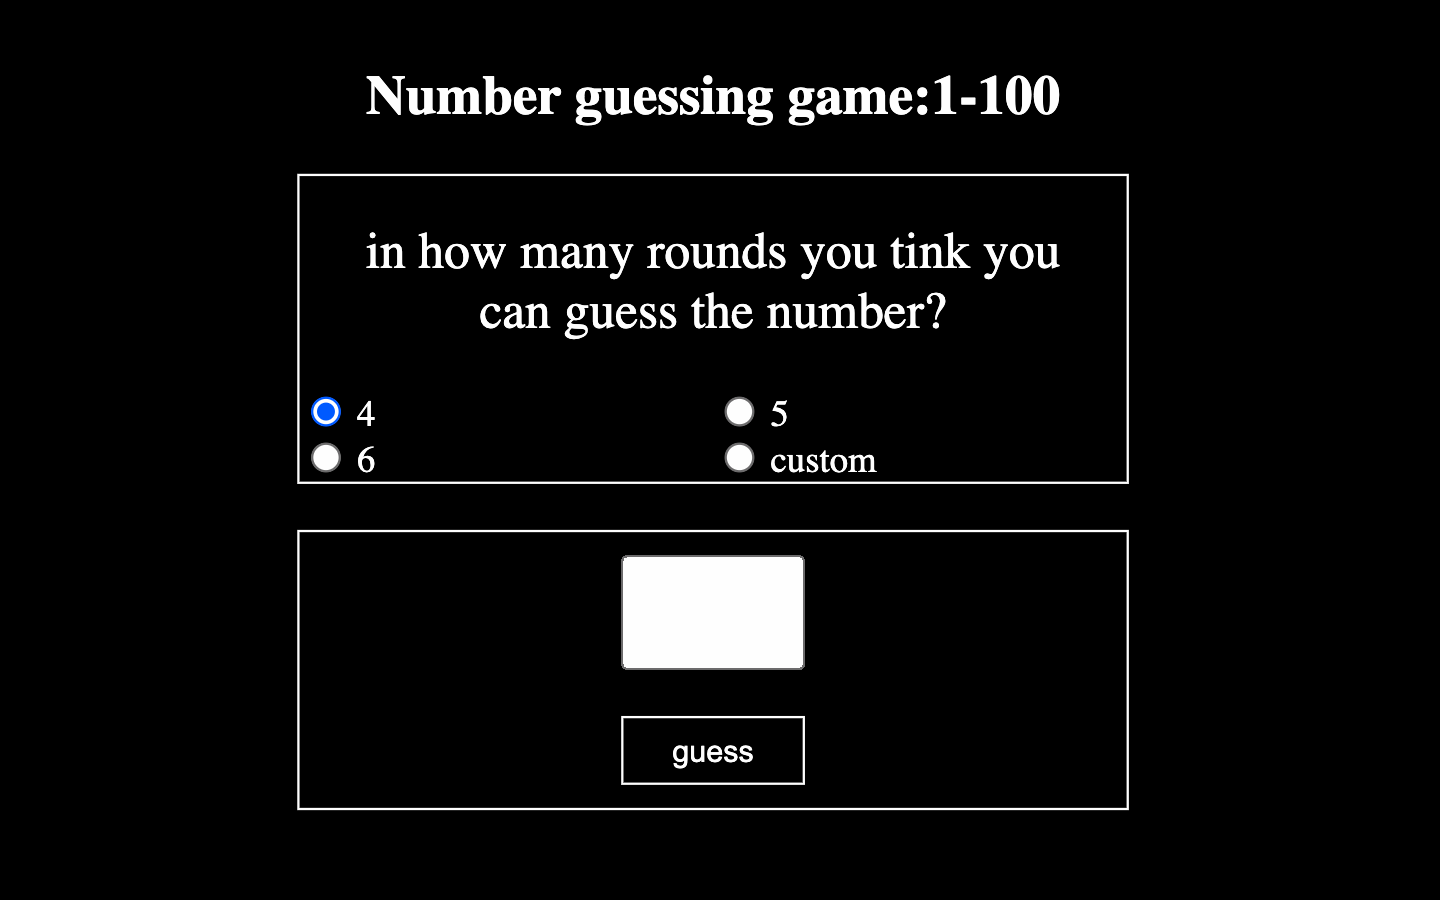 Number guessing game:1-100
in how many rounds you tink you
can guess the number?
4
5
6
custom
guess